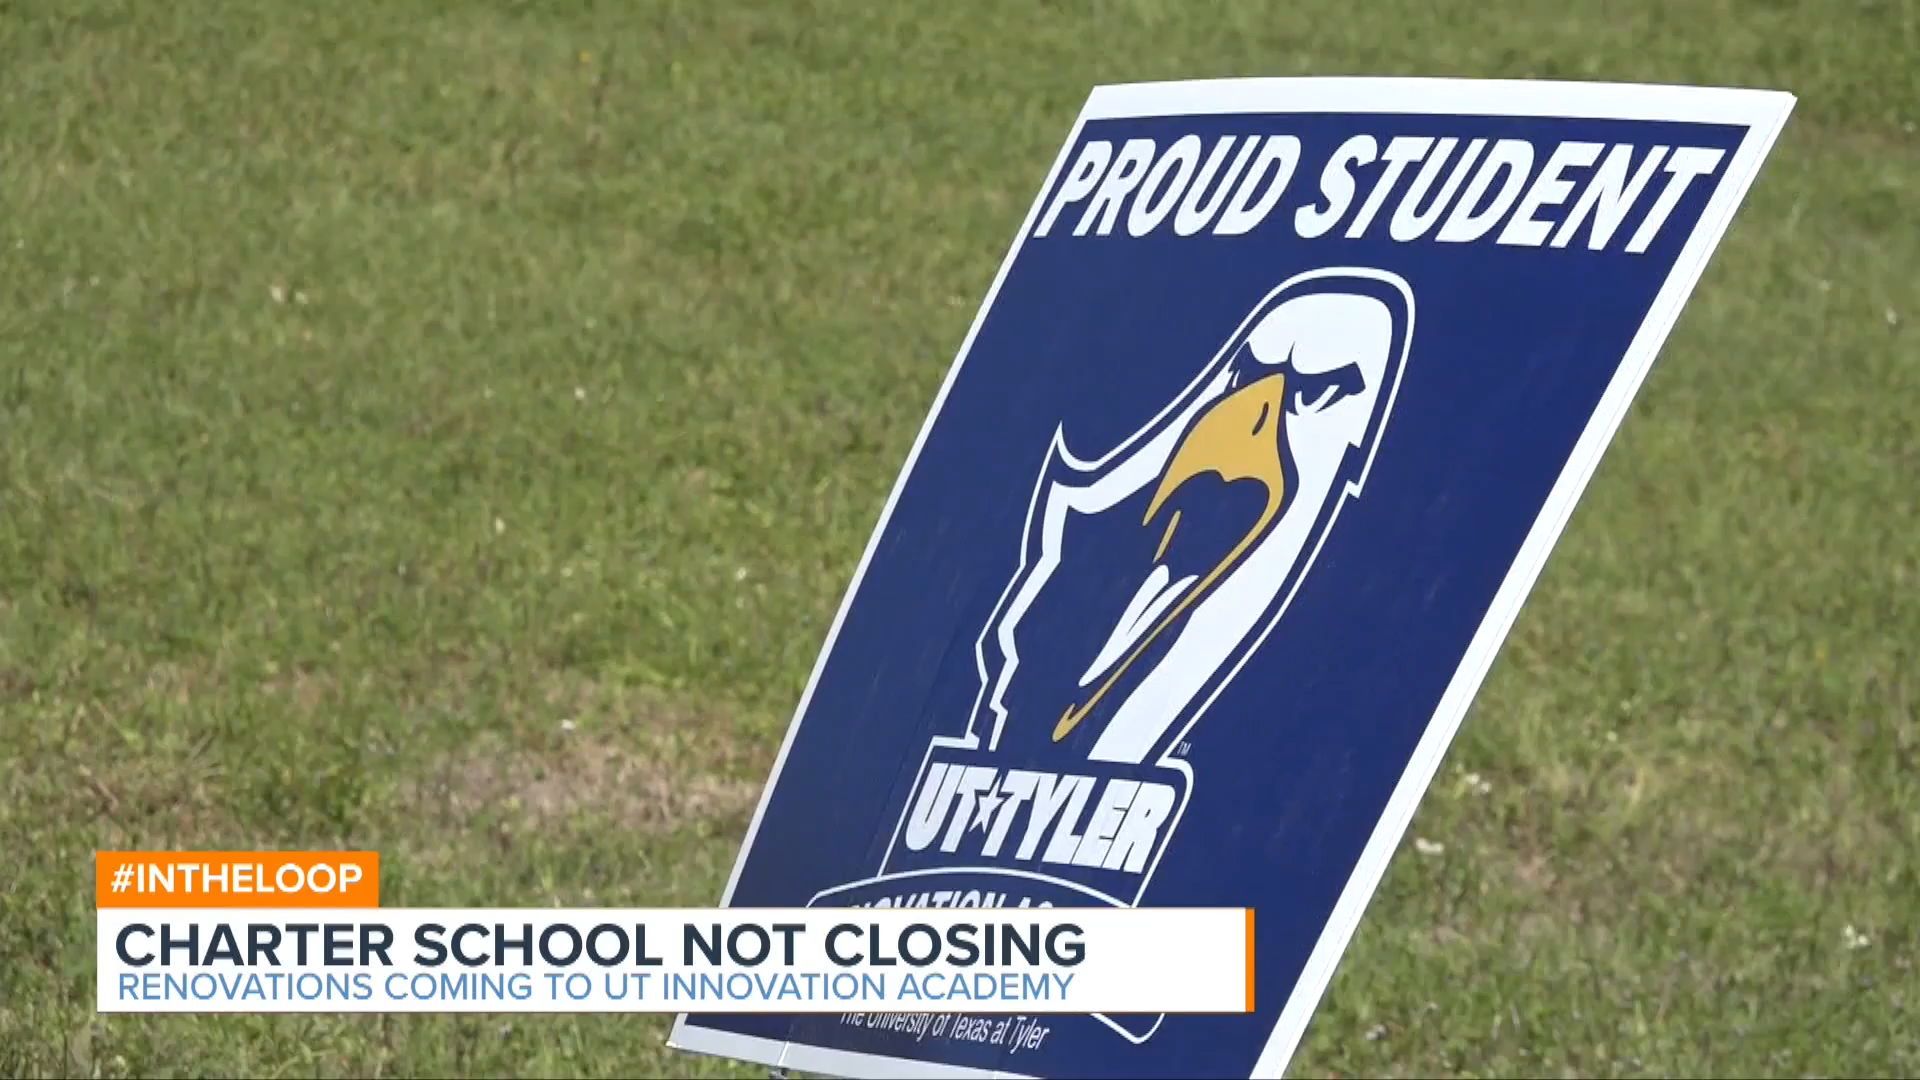 PROUD STUDENT
TM
UT★TYLER
#INTHELOOP
CHARTER SCHOOL NOT CLOSING
RENOVATIONS COMING TO UT INNOVATION ACADEMY
The University of Texas at Tyler